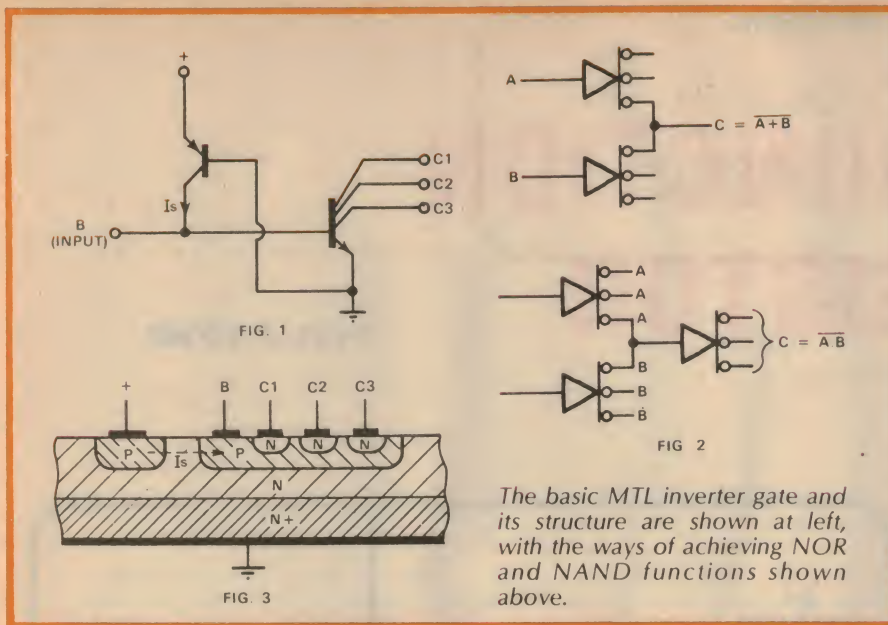 +
Is
B
(INPUT)
C1
C2
C3
FIG. 1
A
B
C = \overline{A+B}
A
A
A
B
B
B
C = \overline{A B}
FIG 2
+ B C1 C2 C3
P Is P N N N
N
N+
FIG. 3
The basic MTL inverter gate and
its structure are shown at left,
with the ways of achieving NOR
and NAND functions shown
above.